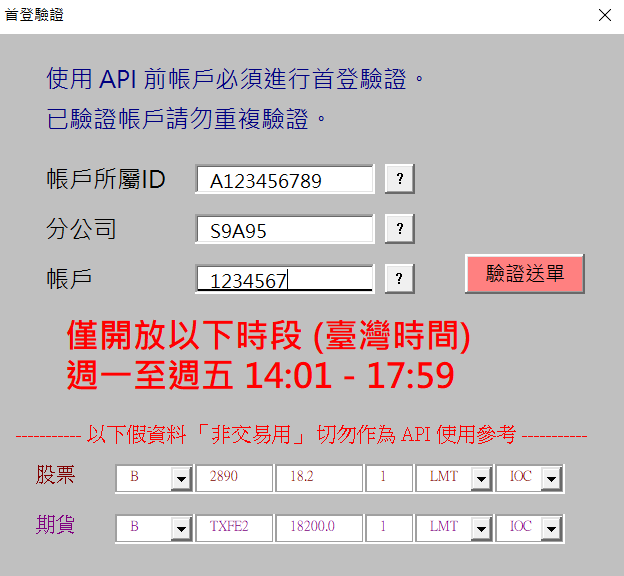 首登驗證
使用 API 前帳戶必須進行首登驗證。
已驗證帳戶請勿重複驗證。
帳戶所屬ID A123456789 ?
分公司 S9A95 ?
帳戶 1234567 ? 驗證送單
僅開放以下時段 (臺灣時間)
週一至週五 14:01 - 17:59
----------- 以下假資料「非交易用」切勿作為 API 使用參考 -----------
股票 B 2890 18.2 1 LMT IOC
期貨 B TXFE2 18200.0 1 LMT IOC